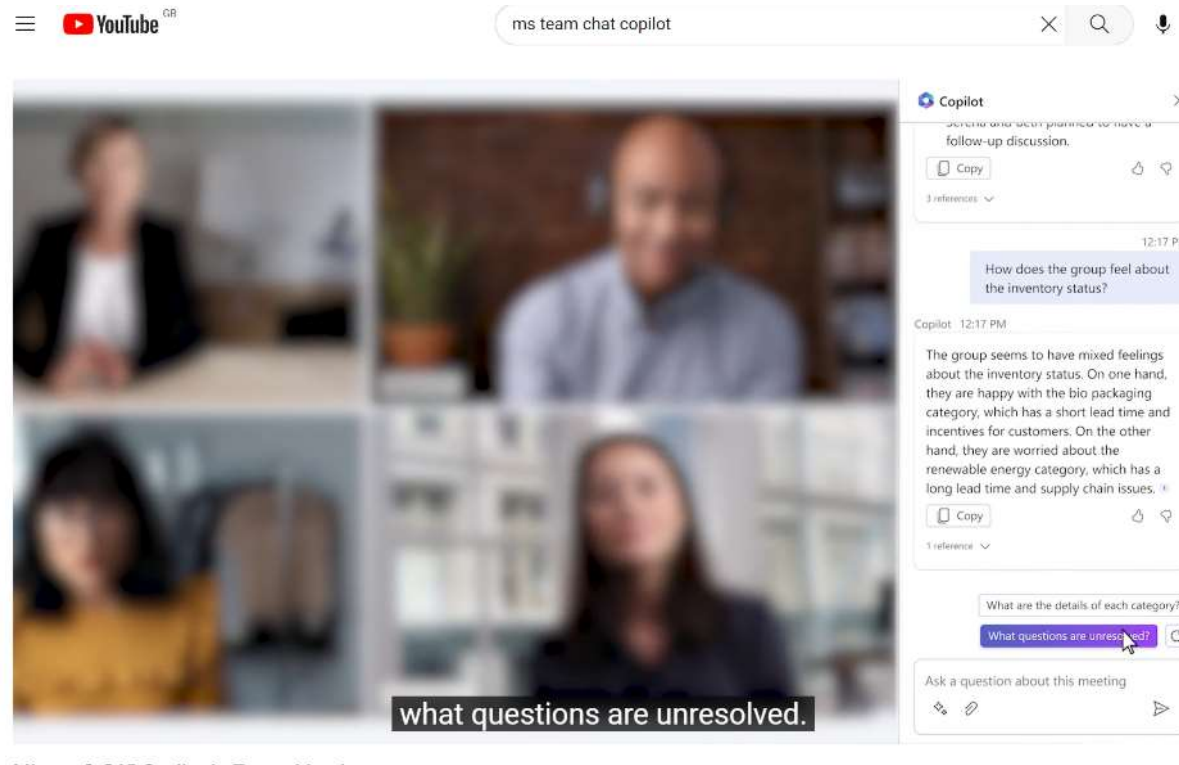 YouTube GB
ms team chat copilot
Copilot
follow-up discussion.
Copy
3 references
12:17 P
How does the group feel about
the inventory status?
Copilot 12:17 PM
The group seems to have mixed feelings
about the inventory status. On one hand,
they are happy with the bio packaging
category, which has a short lead time and
incentives for customers. On the other
hand, they are worried about the
renewable energy category, which has a
long lead time and supply chain issues.
Copy
1 reference
What are the details of each category?
What questions are unresolved?
Ask a question about this meeting
what questions are unresolved.